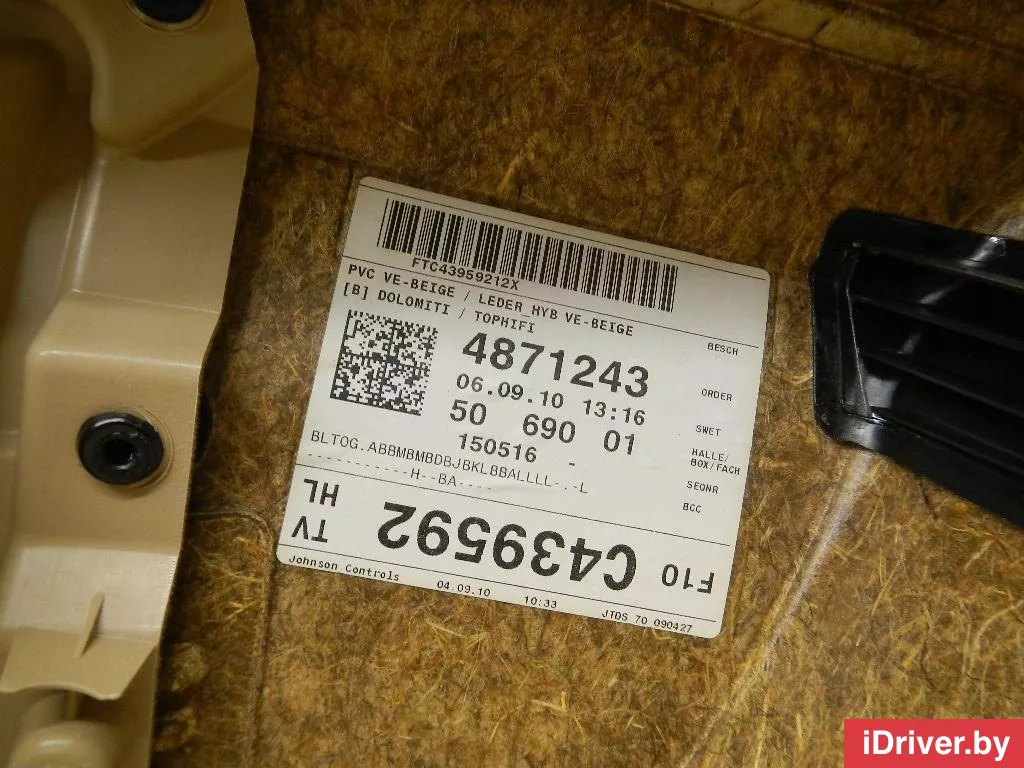 FTC43959212X
PVC VE-BEIGE / LEDER_HYB VE-BEIGE
[B] DOLOMITI / TOPHIFI
BESCH
4871243
ORDER
06.09.10 13:16
SWET
50 690 01
HALLE/
BOX/FACH
150516 -
SEQNR
BLTOG.ABBMBMBDBJBKLBBALLLL-.-L
BCC
-----------H--BA----
F10 C439592 TV
HL
Johnson Controls 04.09.10 10:33 JTDS 70 090427
iDriver.by